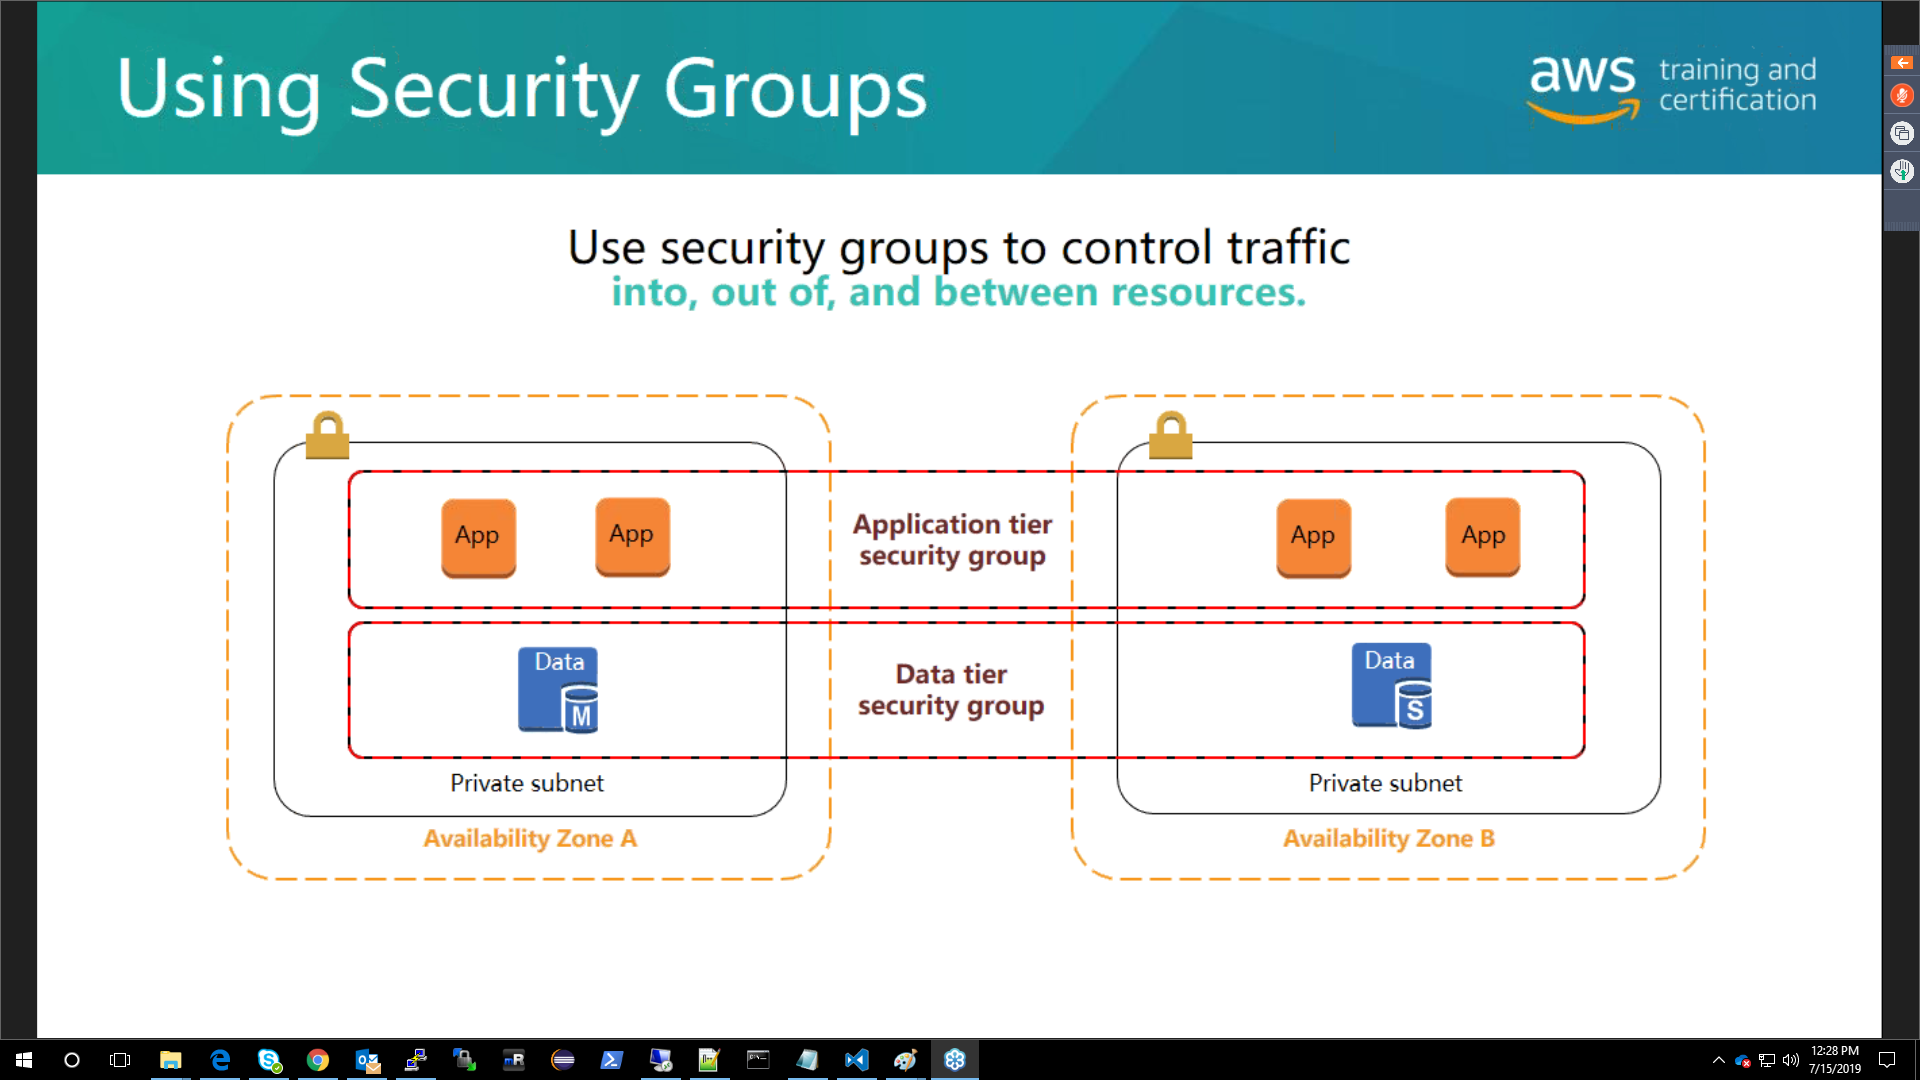 Using Security Groups
aws training and
certification
Use security groups to control traffic
into, out of, and between resources.
App
App
Application tier
security group
App
App
Data
M
Data tier
security group
Data
S
Private subnet
Private subnet
Availability Zone A
Availability Zone B
mR
12:28 PM
7/15/2019